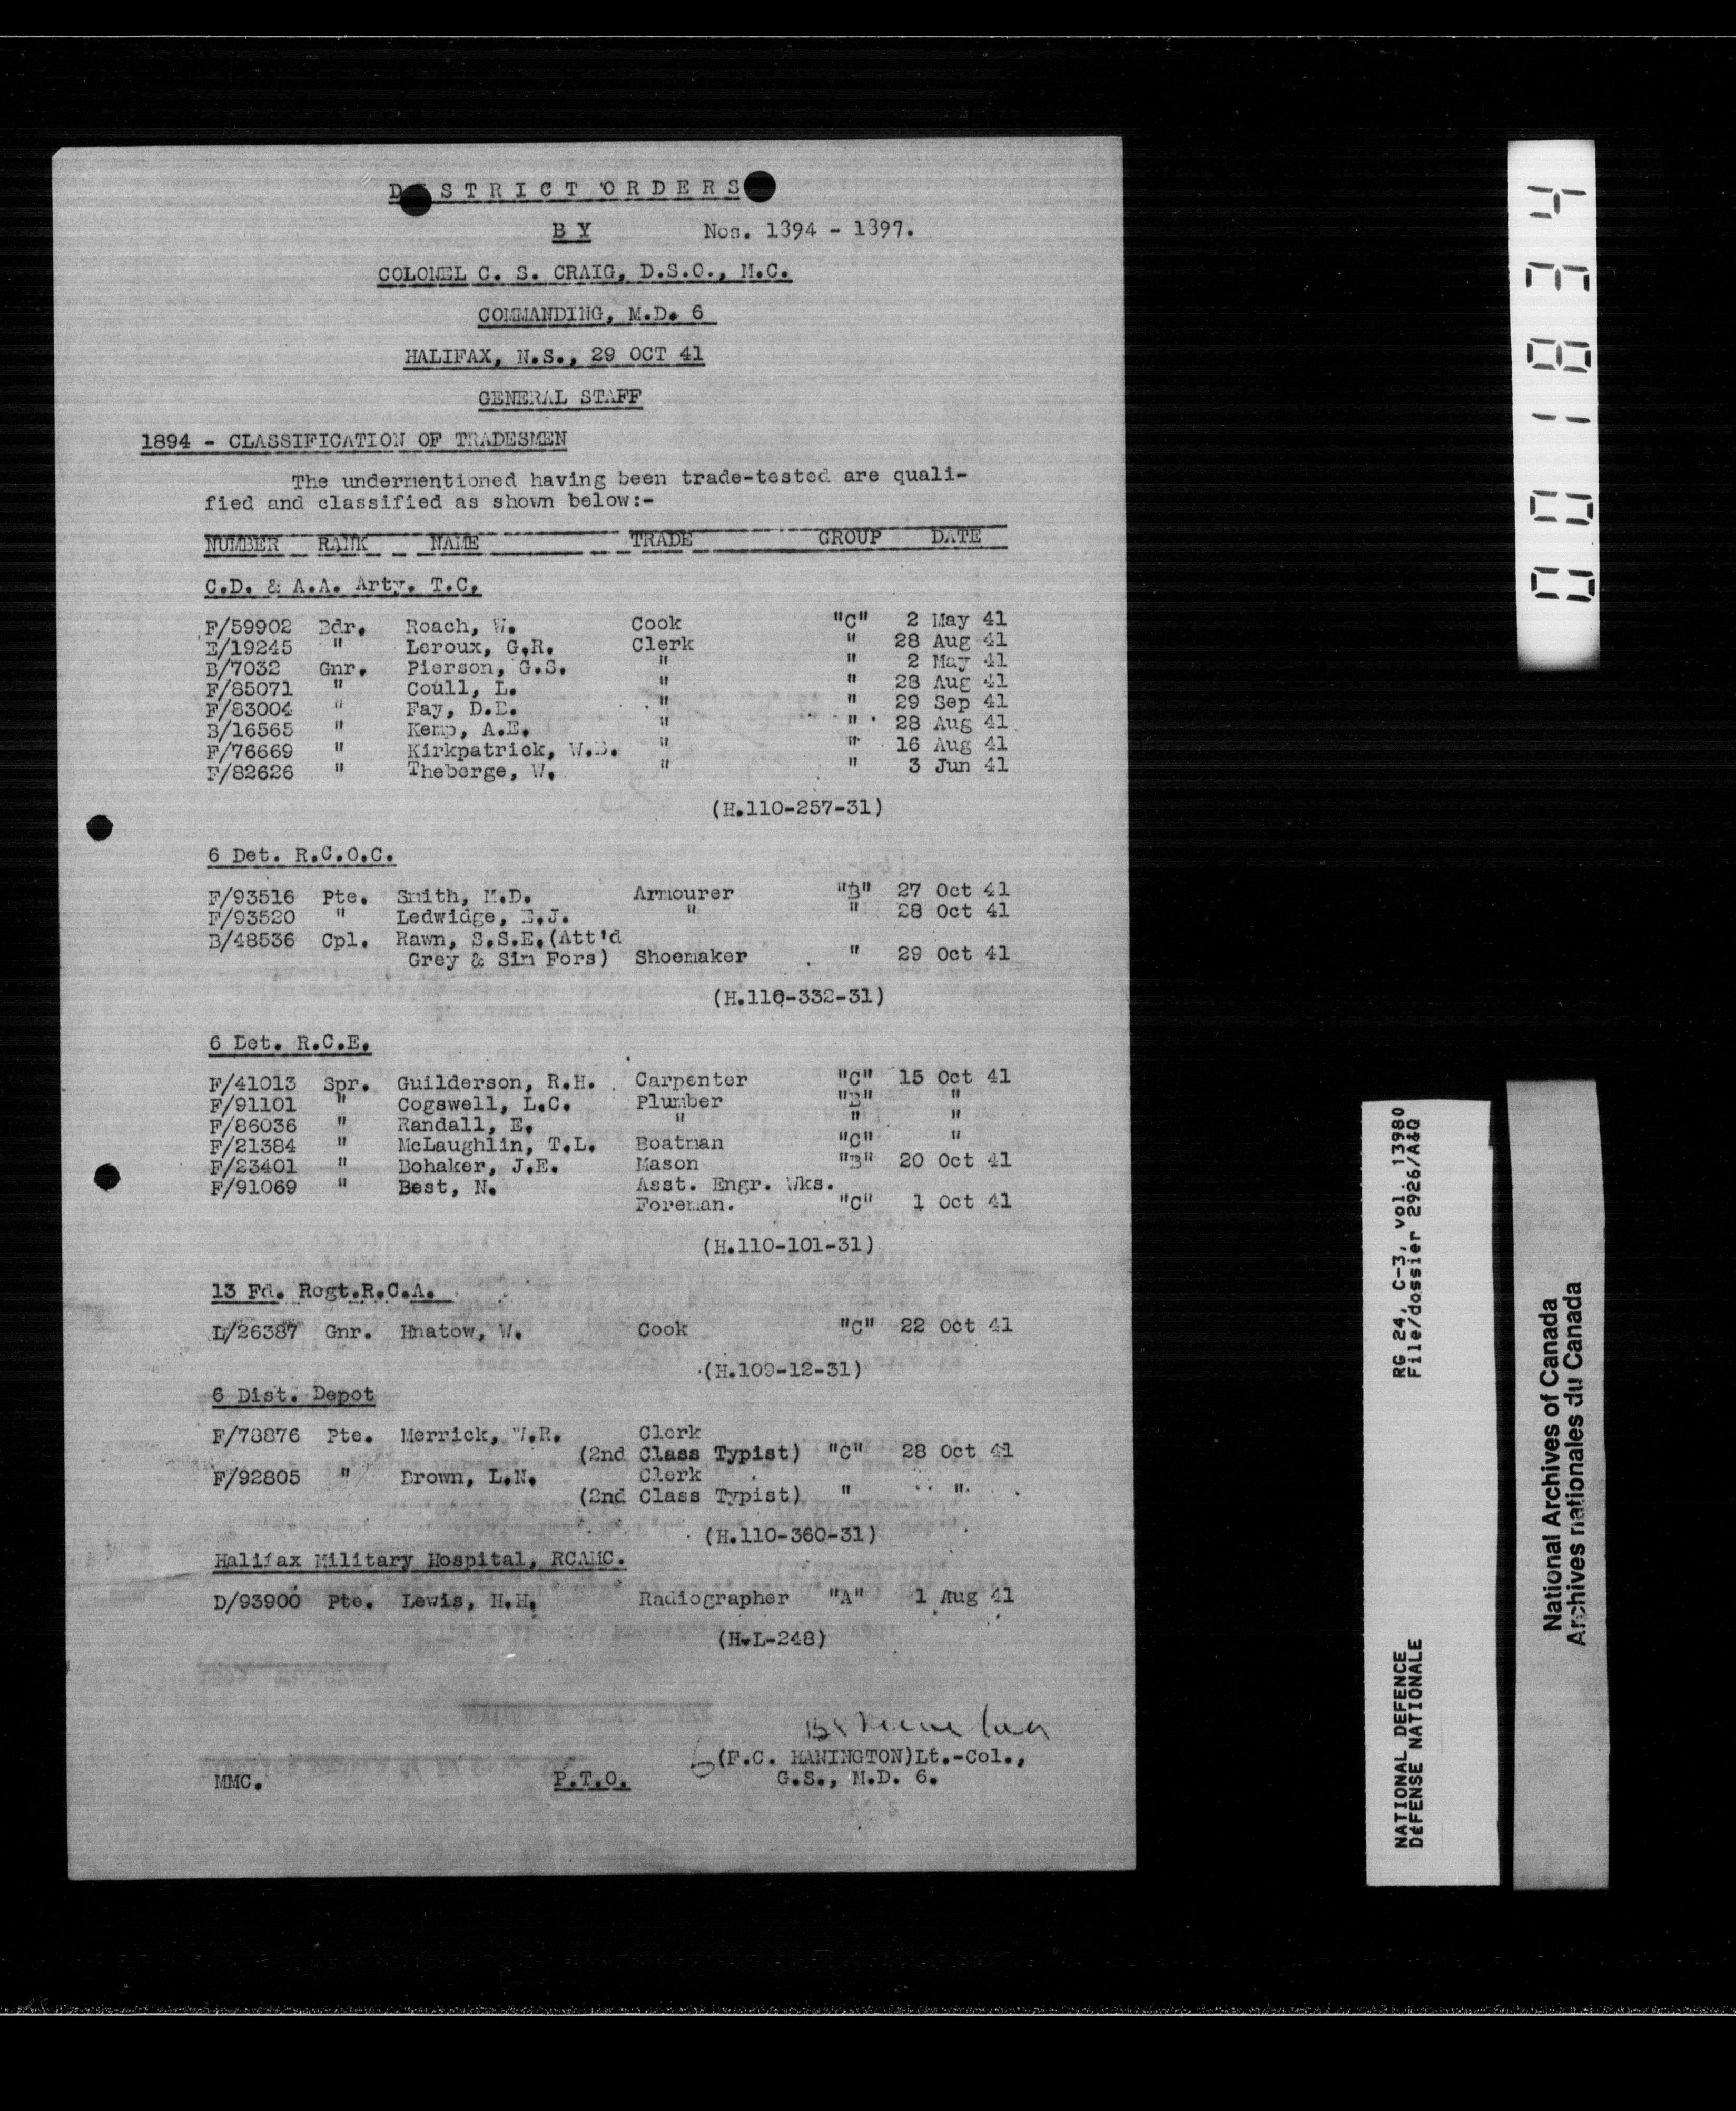 DISTRICT ORDERS
BY Nos. 1894 - 1897.
COLONEL C. S. CRAIG, D.S.O., M.C.
COMMANDING, M.D. 6
HALIFAX, N.S., 29 OCT 41
GENERAL STAFF
1894 - CLASSIFICATION OF TRADESMEN
The undermentioned having been trade-tested are quali-
fied and classified as shown below:-
NUMBER RANK NAME TRADE GROUP DATE
C.D. & A.A. Arty. T.C.
F/59902 Bdr. Roach, W. Cook "C" 2 May 41
E/19245 " Leroux, G.R. Clerk " 28 Aug 41
B/7032 Gnr. Pierson, G.S. " " 2 May 41
F/85071 " Coull, L. " " 28 Aug 41
F/83004 " Fay, D. " " 29 Sep 41
B/16565 " Kemp, A.E. " " 28 Aug 41
F/76669 " Kirkpatrick, W.B. " " 16 Aug 41
F/82626 " Theberge, W. " " 3 Jun 41
(H.110-257-31)
6 Det. R.C.O.C.
F/93516 Pte. Smith, M.D. Armourer "B" 27 Oct 41
F/93520 " Ledwidge, E.J. " " 28 Oct 41
B/48536 Cpl. Rawn, S.S.E.(Att'd
Grey & Sim Fors) Shoemaker " 29 Oct 41
(H.110-332-31)
6 Det. R.C.E.
F/41013 Spr. Guilderson, R.H. Carpenter "C" 15 Oct 41
F/91101 " Cogswell, L.C. Plumber "B" "
F/86036 " Randall, E. " " "
F/21384 " McLaughlin, T.L. Boatman "C" "
F/23401 " Bohaker, J.E. Mason "B" 20 Oct 41
F/91069 " Best, N. Asst. Engr. Wks.
Foreman. "C" 1 Oct 41
(H.110-101-31)
13 Fd. Regt.R.C.A.
L/26387 Gnr. Hnatow, W. Cook "C" 22 Oct 41
(H.109-12-31)
6 Dist. Depot
F/78876 Pte. Merrick, W.R. Clerk
(2nd Class Typist) "C" 28 Oct 41
F/92805 " Brown, L.N. Clerk
(2nd Class Typist) " "
(H.110-360-31)
Halifax Military Hospital, RCAMC.
D/93900 Pte. Lewis, H.H. Radiographer "A" 1 Aug 41
(H.L-248)
(F.C. HANINGTON)Lt.-Col.,
MMC. P.T.O. G.S., M.D. 6.
001834
RG 24, C-3, vol. 13980
File/dossier 2926/A&Q
NATIONAL DEFENCE
DÉFENSE NATIONALE
National Archives of Canada
Archives nationales du Canada